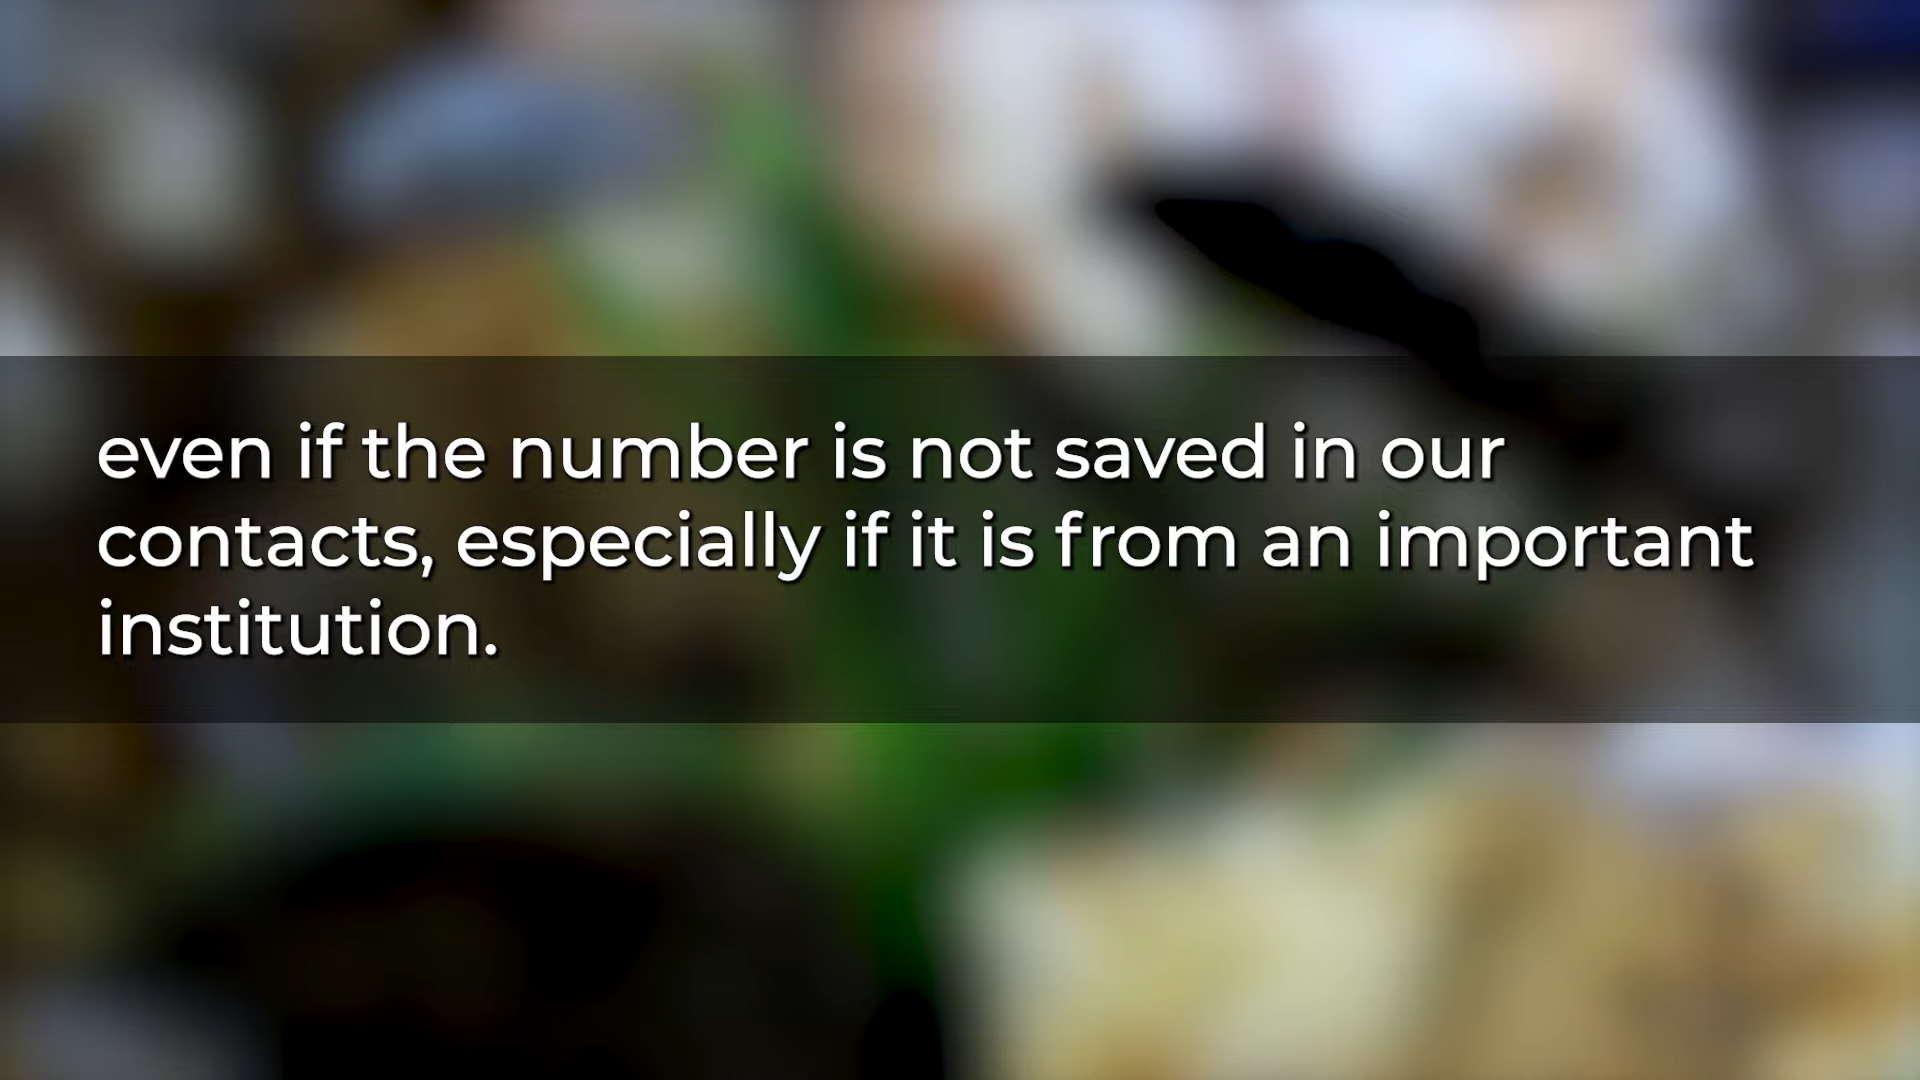 even if the number is not saved in our
contacts, especially if it is from an important
institution.